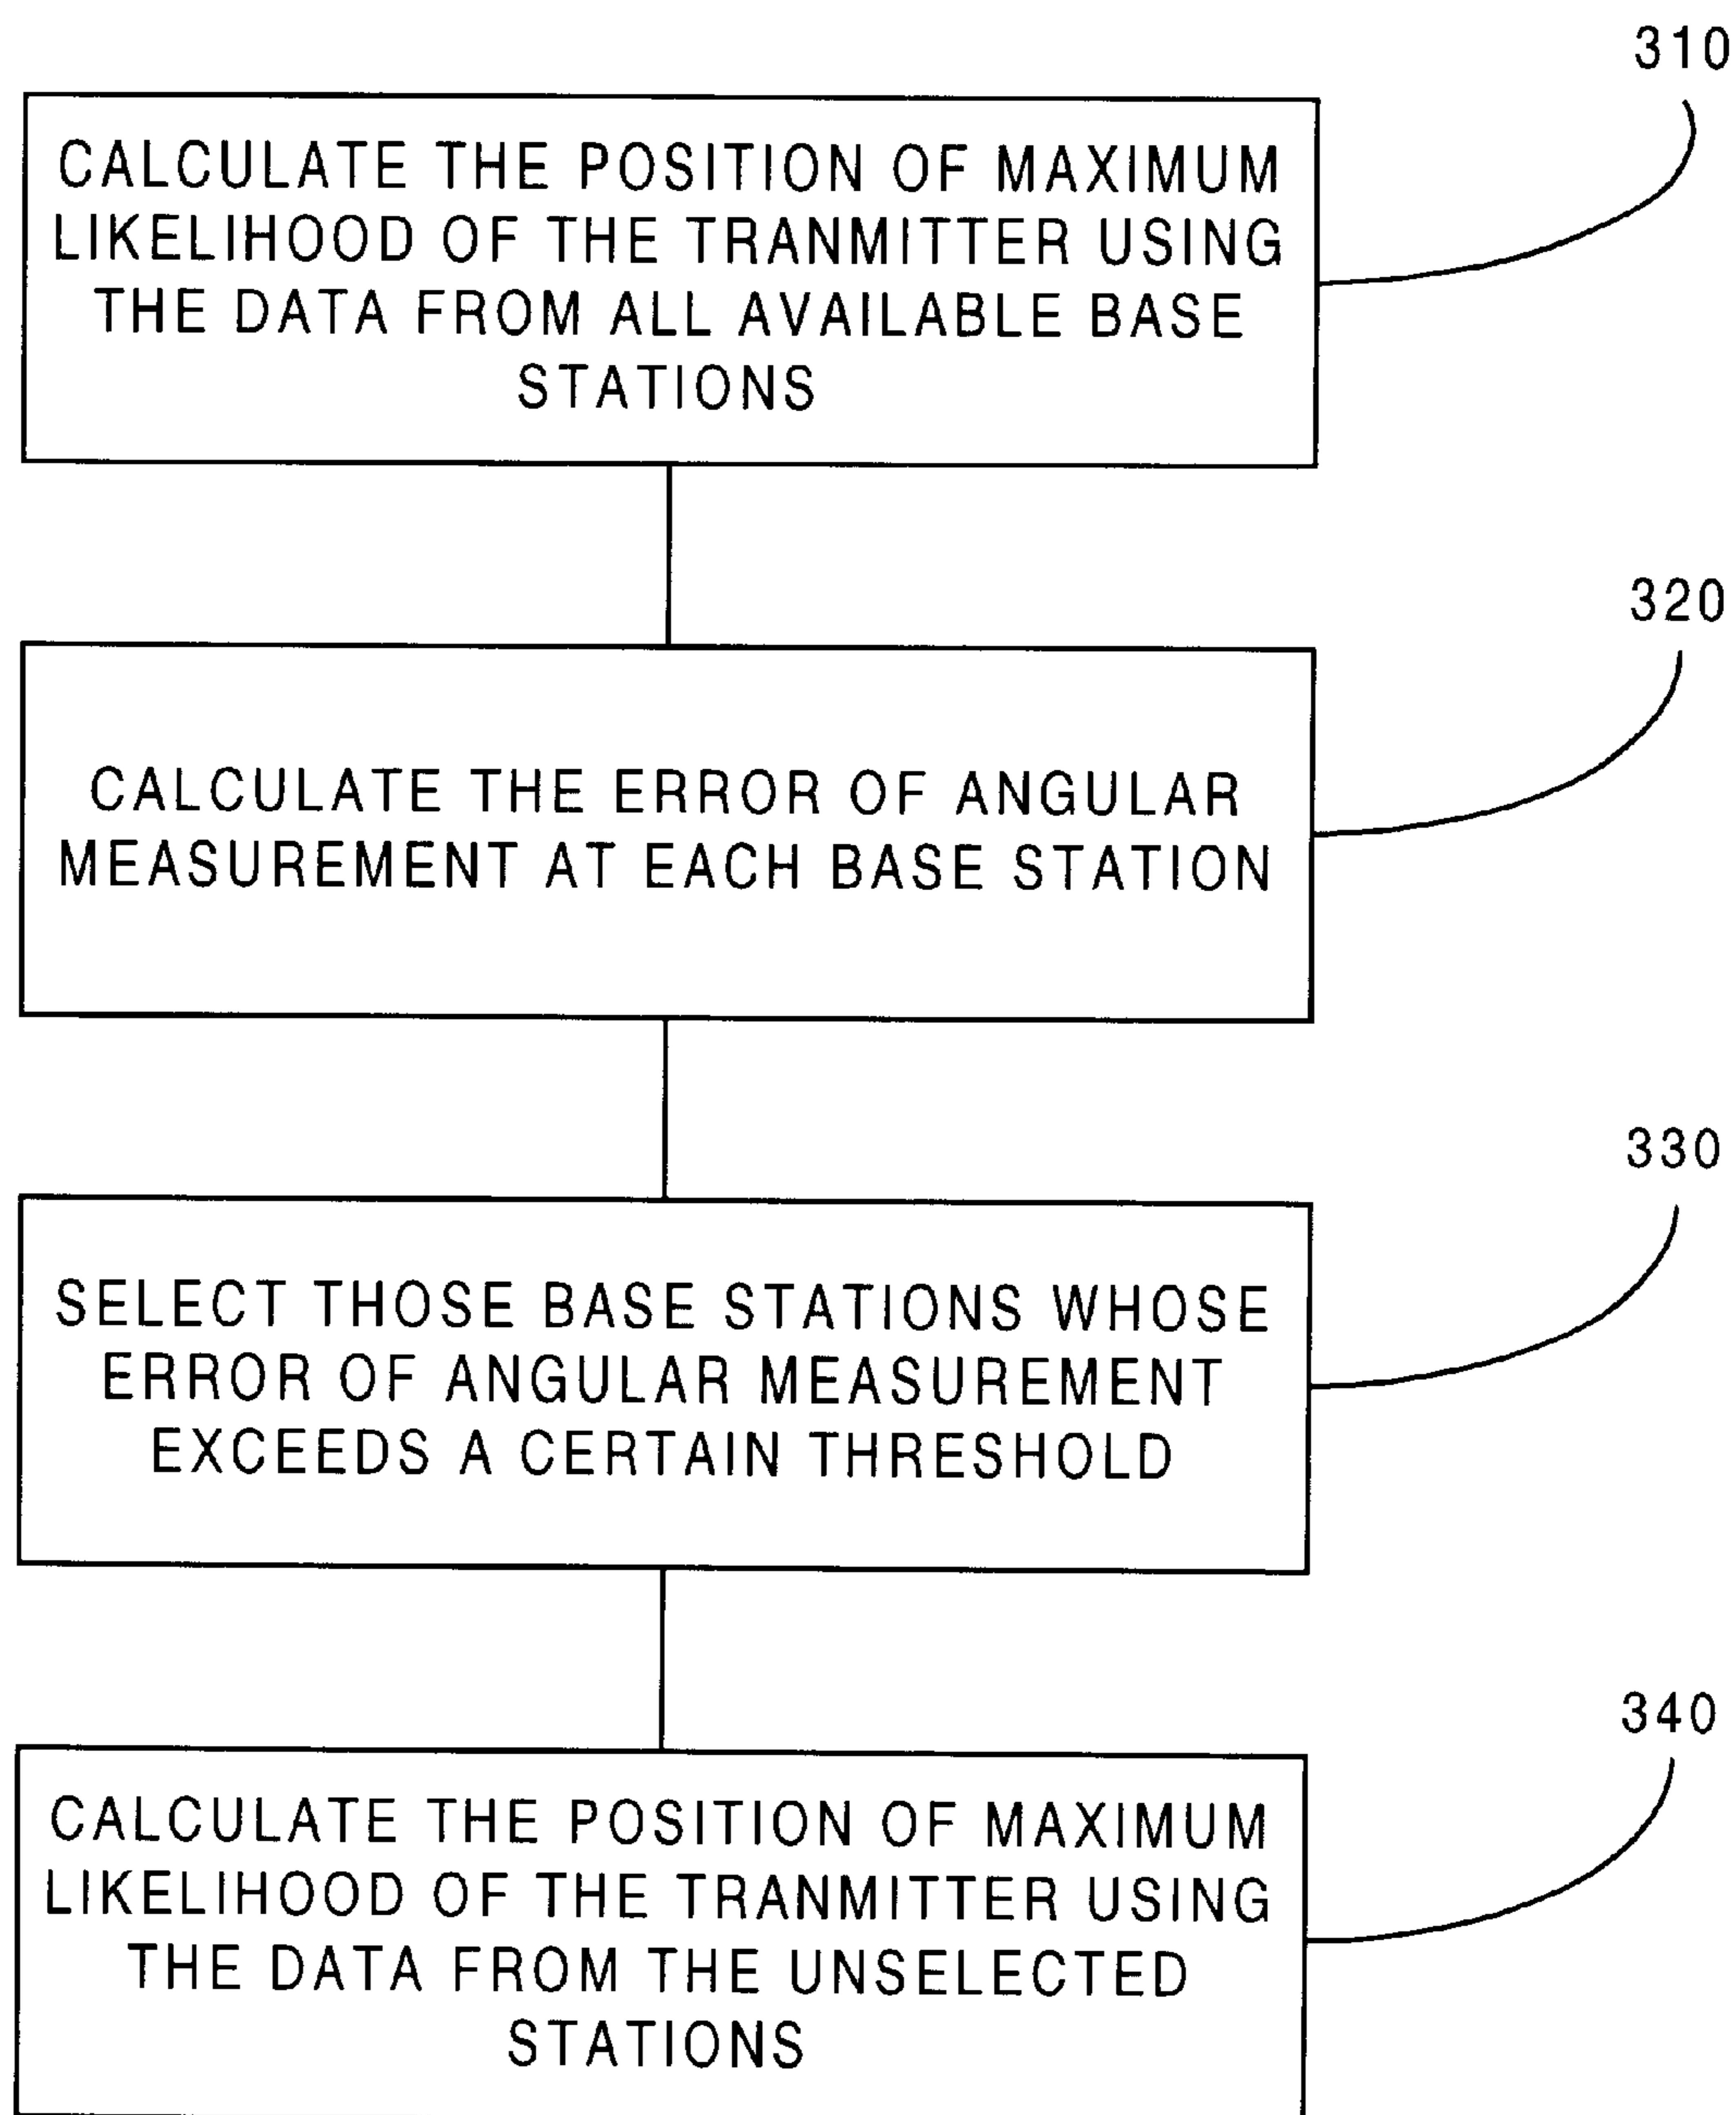 310
CALCULATE THE POSITION OF MAXIMUM
LIKELIHOOD OF THE TRANMITTER USING
THE DATA FROM ALL AVAILABLE BASE
STATIONS
320
CALCULATE THE ERROR OF ANGULAR
MEASUREMENT AT EACH BASE STATION
330
SELECT THOSE BASE STATIONS WHOSE
ERROR OF ANGULAR MEASUREMENT
EXCEEDS A CERTAIN THRESHOLD
340
CALCULATE THE POSITION OF MAXIMUM
LIKELIHOOD OF THE TRANMITTER USING
THE DATA FROM THE UNSELECTED
STATIONS